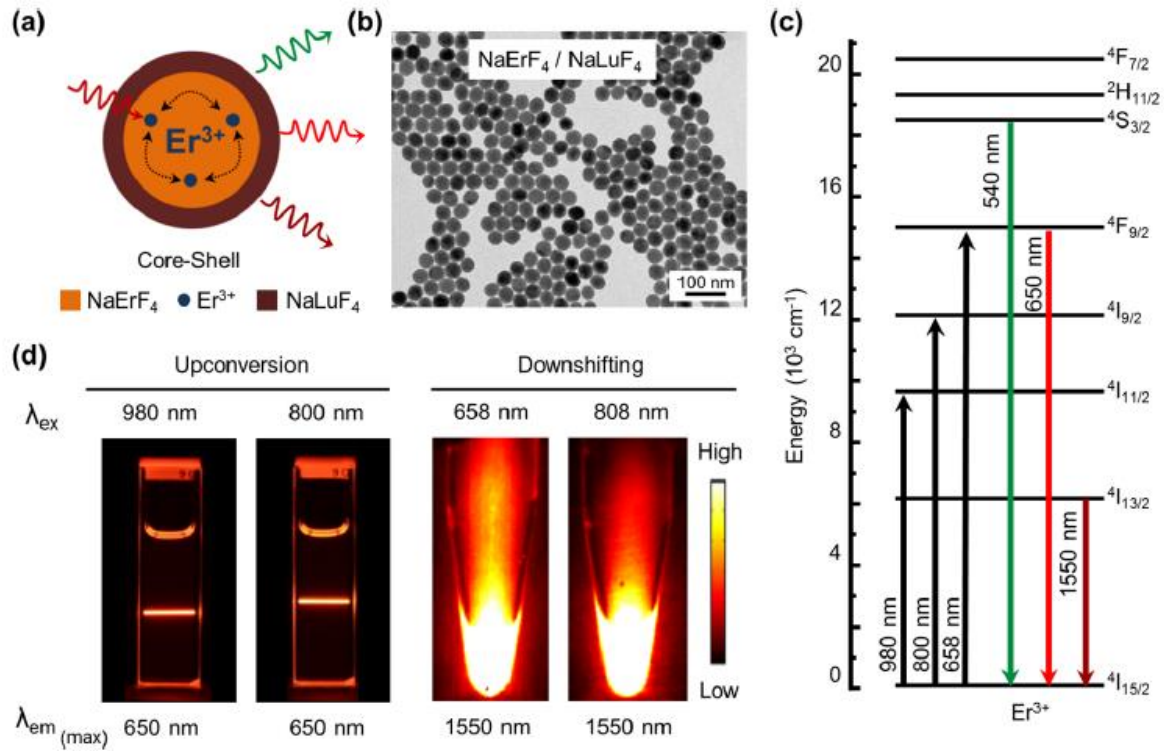 (a)
Er³⁺
Core-Shell
NaErF₄ Er³⁺ NaLuF₄
(b)
NaErF₄ / NaLuF₄
100 nm
(c)
Energy (10³ cm⁻¹)
20
16
12
8
4
0
⁴F₇/₂
²H₁₁/₂
⁴S₃/₂
⁴F₉/₂
⁴I₉/₂
⁴I₁₁/₂
⁴I₁₃/₂
⁴I₁₅/₂
980 nm
800 nm
658 nm
540 nm
650 nm
1550 nm
Er³⁺
(d)
Upconversion Downshifting
λex 980 nm 800 nm 658 nm 808 nm
High
Low
λem (max) 650 nm 650 nm 1550 nm 1550 nm